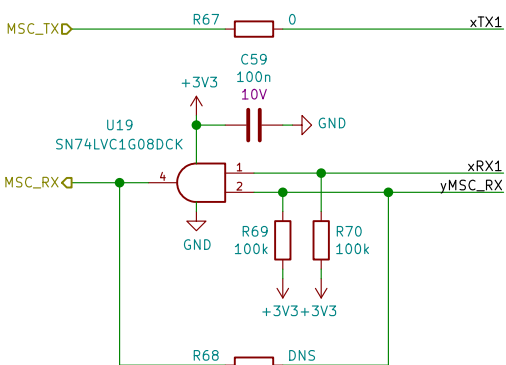 R67 0
MSC_TX xTX1
C59
100n
+3V3 10V
U19 GND
SN74LVC1G08DCK
1 xRX1
MSC_RX 4 2 yMSC_RX
GND R69 R70
100k 100k
+3V3 +3V3
R68 DNS